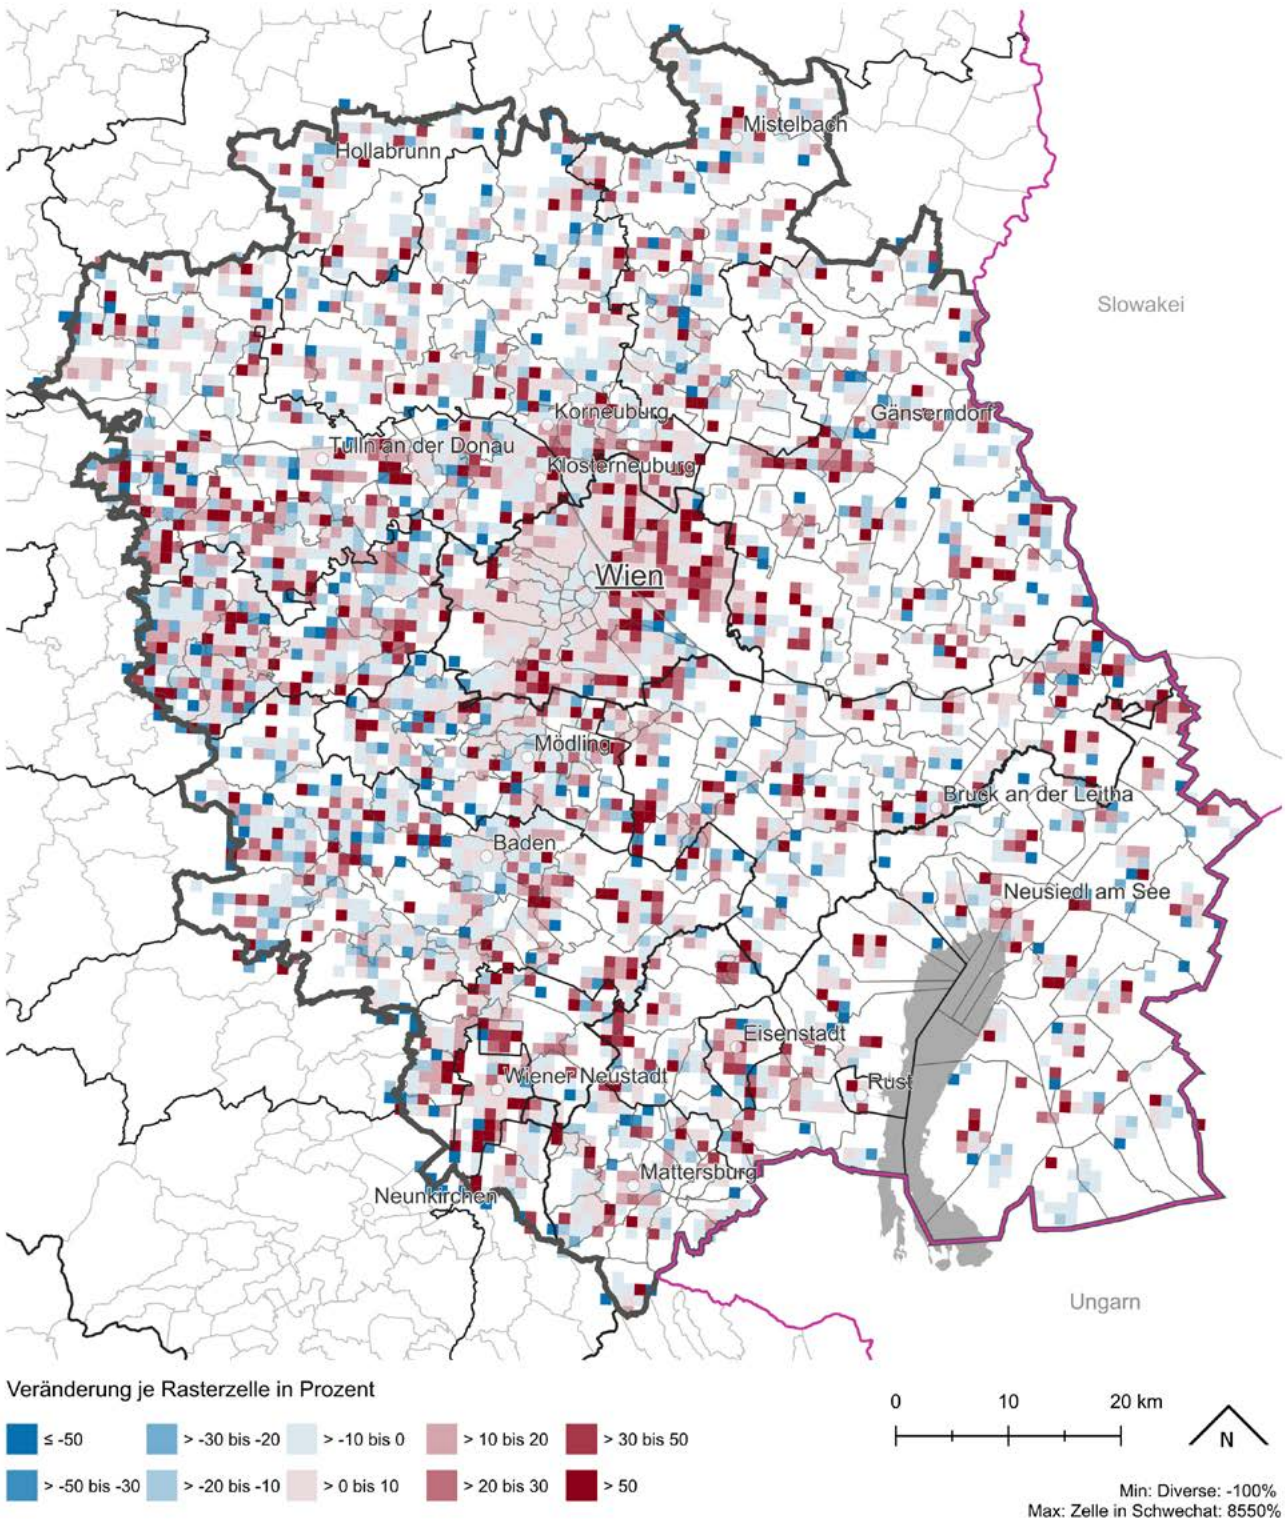 Mistelbach
Hollabrunn
Slowakei
Korneuburg
Gänserndorf
Tulln an der Donau
Klosterneuburg
Wien
Mödling
Bruck an der Leitha
Baden
Neusiedl am See
Eisenstadt
Wiener Neustadt
Rust
Mattersburg
Neunkirchen
Ungarn
Veränderung je Rasterzelle in Prozent
0 10 20 km
≤ -50 > -30 bis -20 > -10 bis 0 > 10 bis 20 > 30 bis 50
N
> -50 bis -30 > -20 bis -10 > 0 bis 10 > 20 bis 30 > 50
Min: Diverse: -100%
Max: Zelle in Schwechat: 8550%